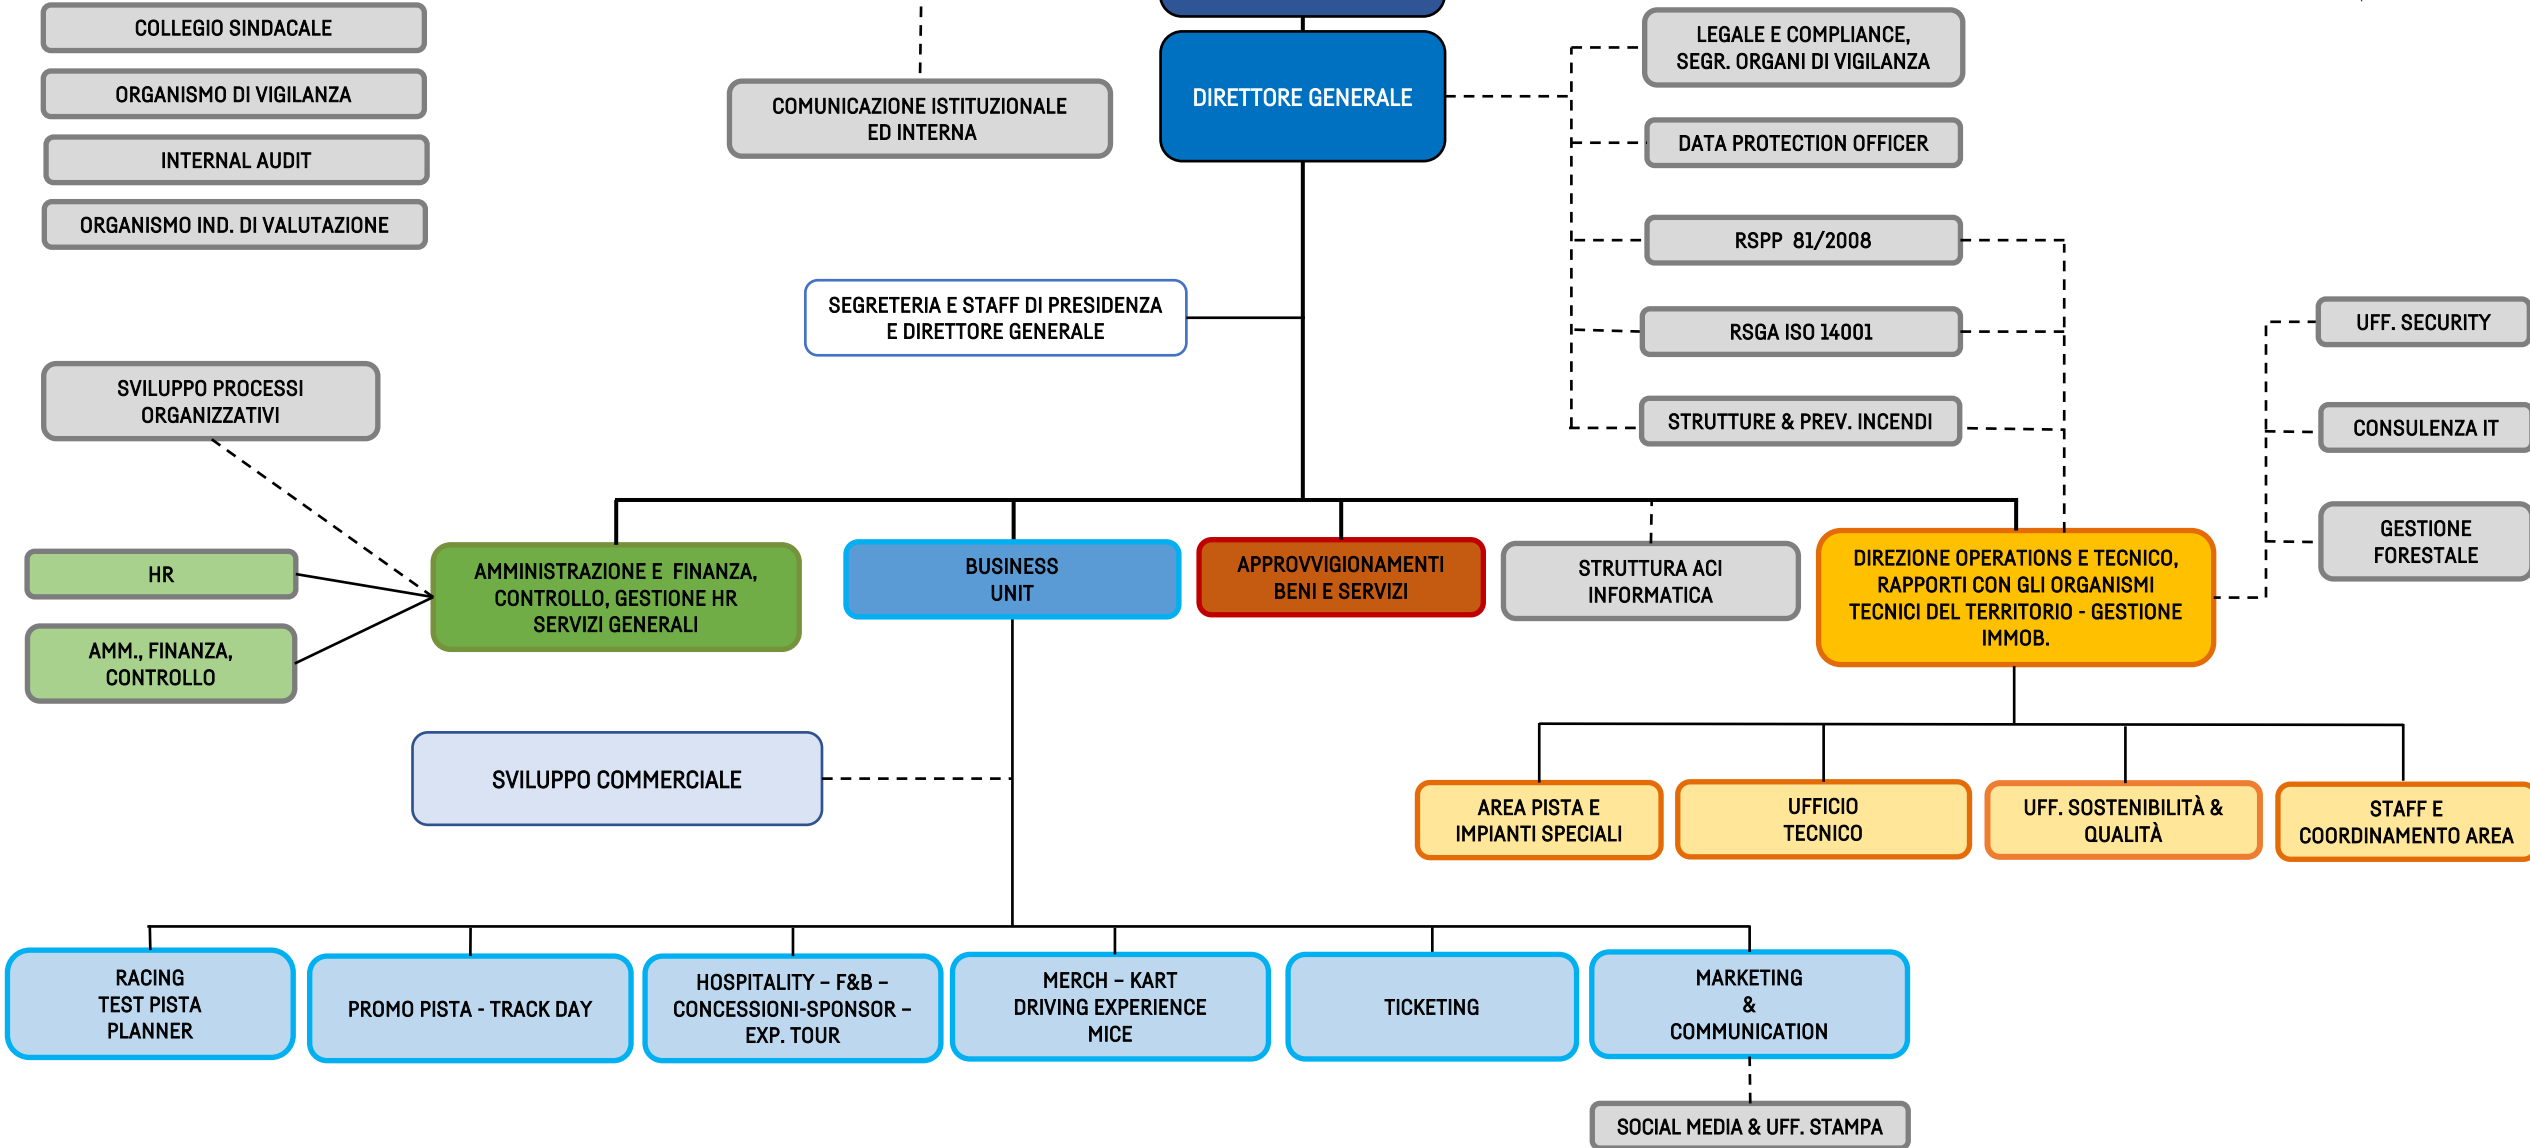 COLLEGIO SINDACALE
ORGANISMO DI VIGILANZA
INTERNAL AUDIT
ORGANISMO IND. DI VALUTAZIONE
COMUNICAZIONE ISTITUZIONALE
ED INTERNA
DIRETTORE GENERALE
LEGALE E COMPLIANCE,
SEGR. ORGANI DI VIGILANZA
DATA PROTECTION OFFICER
RSPP 81/2008
RSGA ISO 14001
STRUTTURE & PREV. INCENDI
SEGRETERIA E STAFF DI PRESIDENZA
E DIRETTORE GENERALE
UFF. SECURITY
CONSULENZA IT
GESTIONE
FORESTALE
SVILUPPO PROCESSI
ORGANIZZATIVI
HR
AMM., FINANZA,
CONTROLLO
AMMINISTRAZIONE E FINANZA,
CONTROLLO, GESTIONE HR
SERVIZI GENERALI
BUSINESS
UNIT
APPROVVIGIONAMENTI
BENI E SERVIZI
STRUTTURA ACI
INFORMATICA
DIREZIONE OPERATIONS E TECNICO,
RAPPORTI CON GLI ORGANISMI
TECNICI DEL TERRITORIO - GESTIONE
IMMOB.
SVILUPPO COMMERCIALE
AREA PISTA E
IMPIANTI SPECIALI
UFFICIO
TECNICO
UFF. SOSTENIBILITÀ &
QUALITÀ
STAFF E
COORDINAMENTO AREA
RACING
TEST PISTA
PLANNER
PROMO PISTA - TRACK DAY
HOSPITALITY – F&B –
CONCESSIONI-SPONSOR –
EXP. TOUR
MERCH – KART
DRIVING EXPERIENCE
MICE
TICKETING
MARKETING
&
COMMUNICATION
SOCIAL MEDIA & UFF. STAMPA